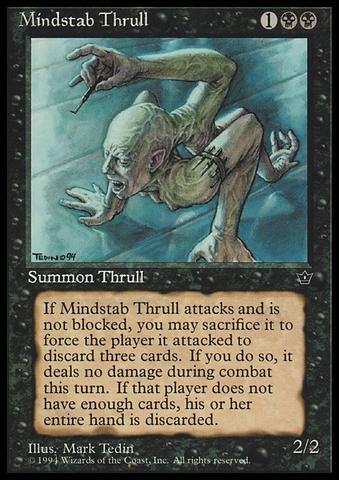 Mindstab Thrull 1
TEDIN©94
Summon Thrull
If Mindstab Thrull attacks and is
not blocked, you may sacrifice it to
force the player it attacked to
discard three cards. If you do so, it
deals no damage during combat
this turn. If that player does not
have enough cards, his or her
entire hand is discarded.
Illus. Mark Tedin 2/2
© 1994 Wizards of the Coast, Inc. All rights reserved.